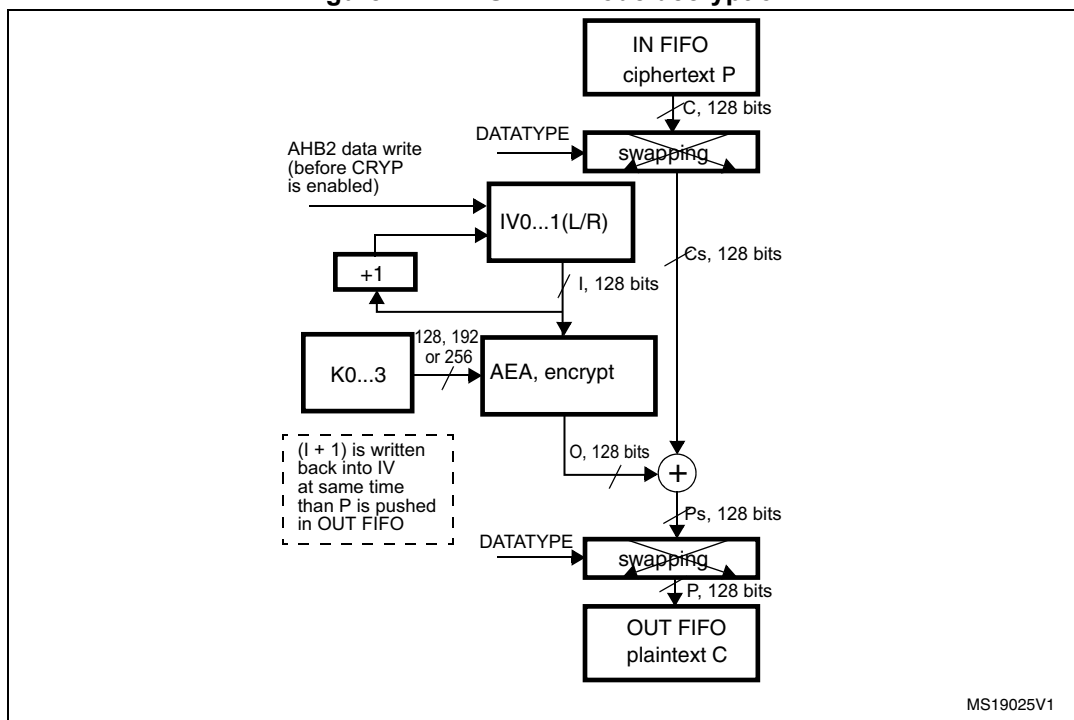 IN FIFO
ciphertext P
C, 128 bits
DATATYPE
swapping
AHB2 data write
(before CRYP
is enabled)
IV0...1(L/R)
Cs, 128 bits
+1
I, 128 bits
128, 192
or 256
K0...3
AEA, encrypt
(I + 1) is written
back into IV
at same time
than P is pushed
in OUT FIFO
O, 128 bits
+
Ps, 128 bits
DATATYPE
swapping
P, 128 bits
OUT FIFO
plaintext C
MS19025V1